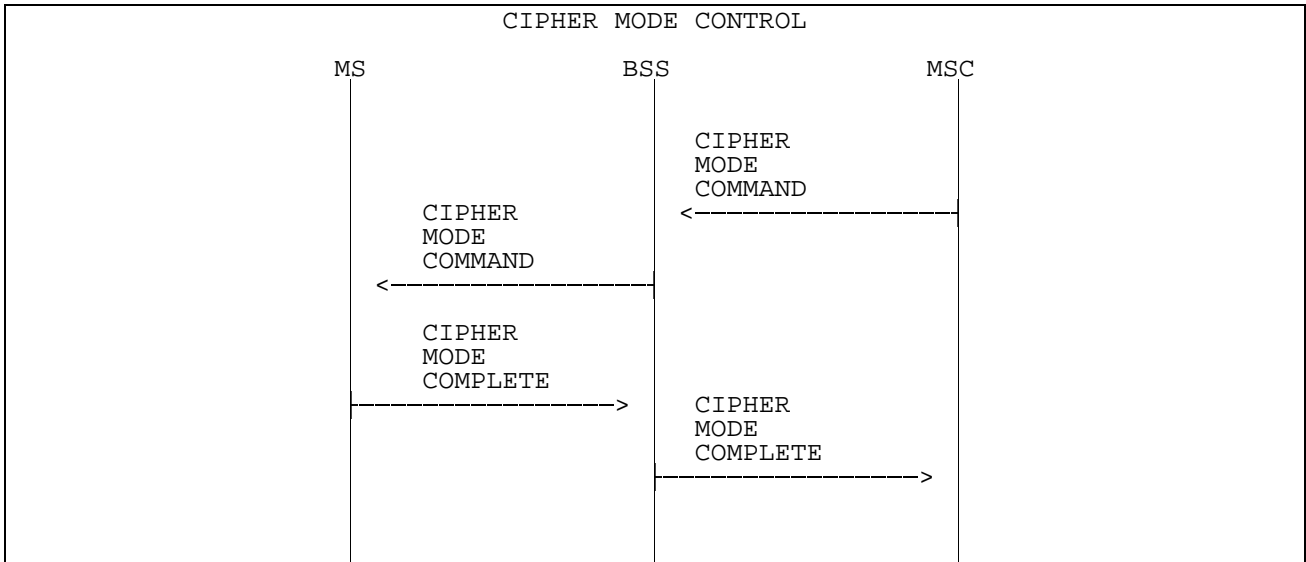 CIPHER MODE CONTROL
MS BSS MSC
CIPHER
MODE
COMMAND
CIPHER
MODE
COMMAND
CIPHER
MODE
COMPLETE
CIPHER
MODE
COMPLETE